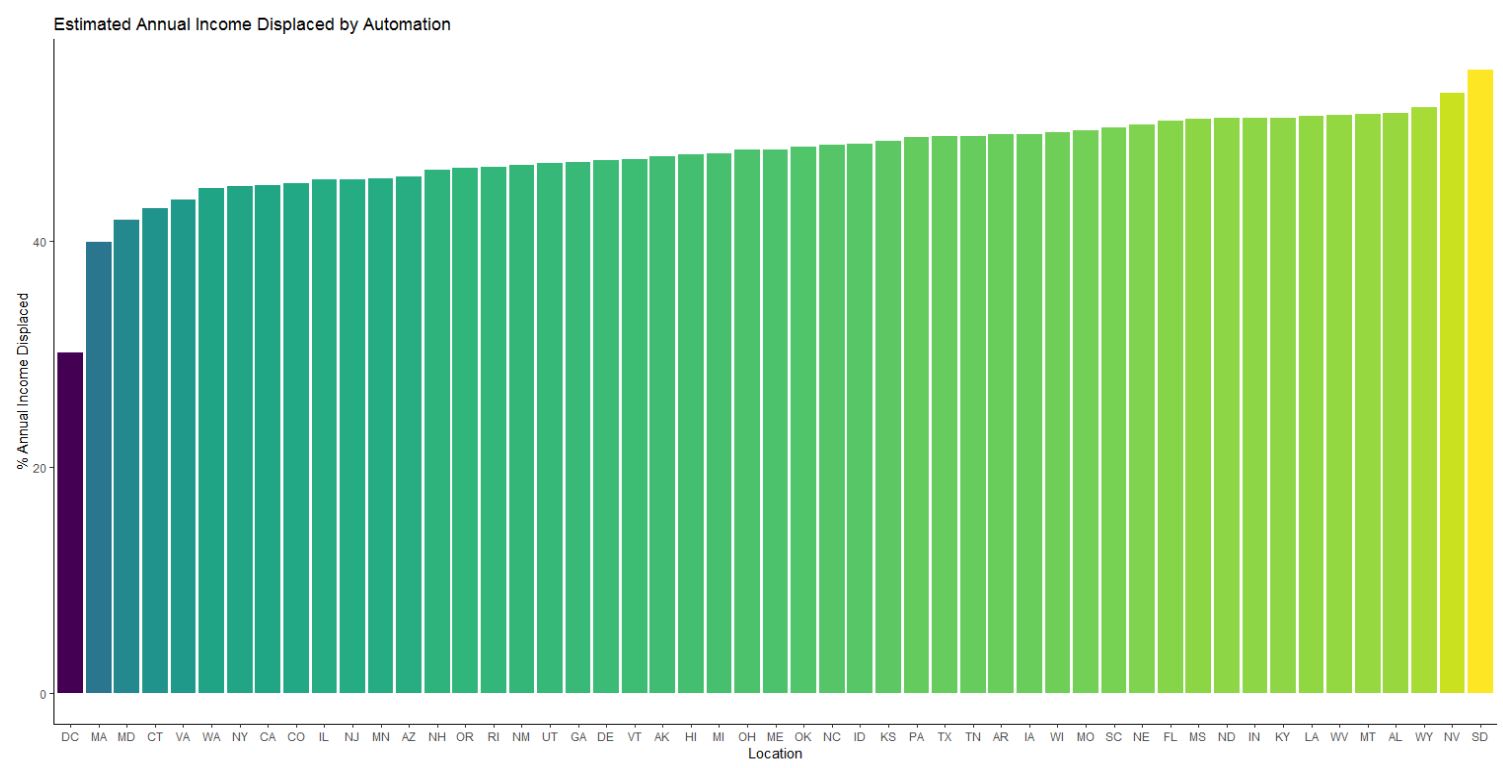 Estimated Annual Income Displaced by Automation
% Annual Income Displaced
40
20
0
DC MA MD CT VA WA NY CA CO IL NJ MN AZ NH OR RI NM UT GA DE VT AK HI MI OH ME OK NC ID KS PA TX TN AR IA WI MO SC NE FL MS ND IN KY LA WV MT AL WY NV SD
Location